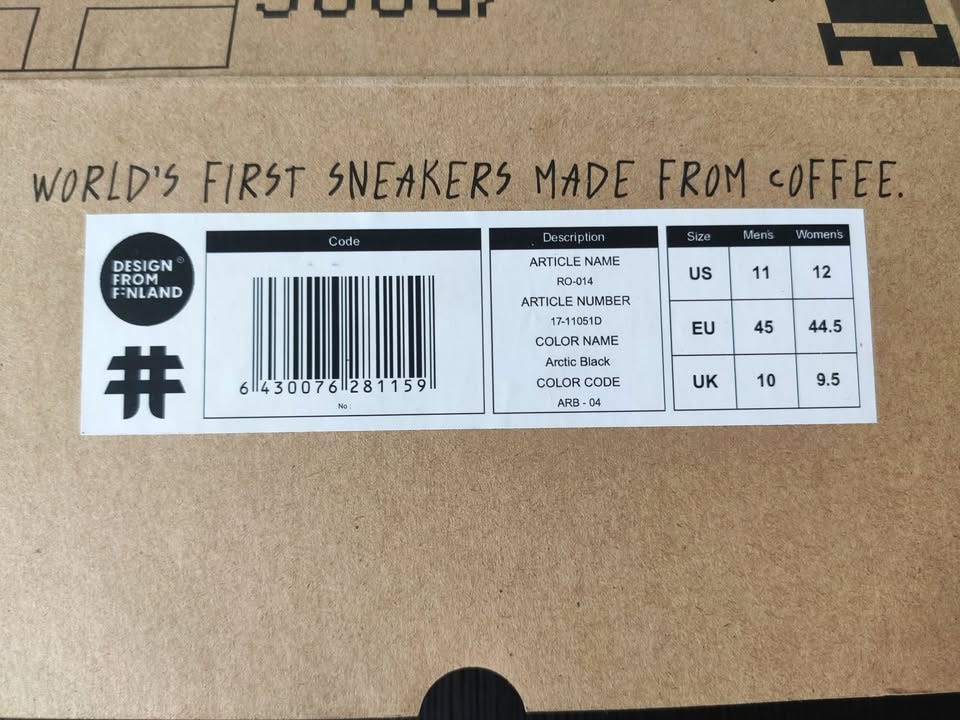 WORLD'S FIRST SNEAKERS MADE FROM COFFEE.
DESIGN ©
FROM
FINLAND
Code
6 430076 281159
No :
Description
ARTICLE NAME
RO-014
ARTICLE NUMBER
17-11051D
COLOR NAME
Arctic Black
COLOR CODE
ARB - 04
Size Men's Women's
US 11 12
EU 45 44.5
UK 10 9.5